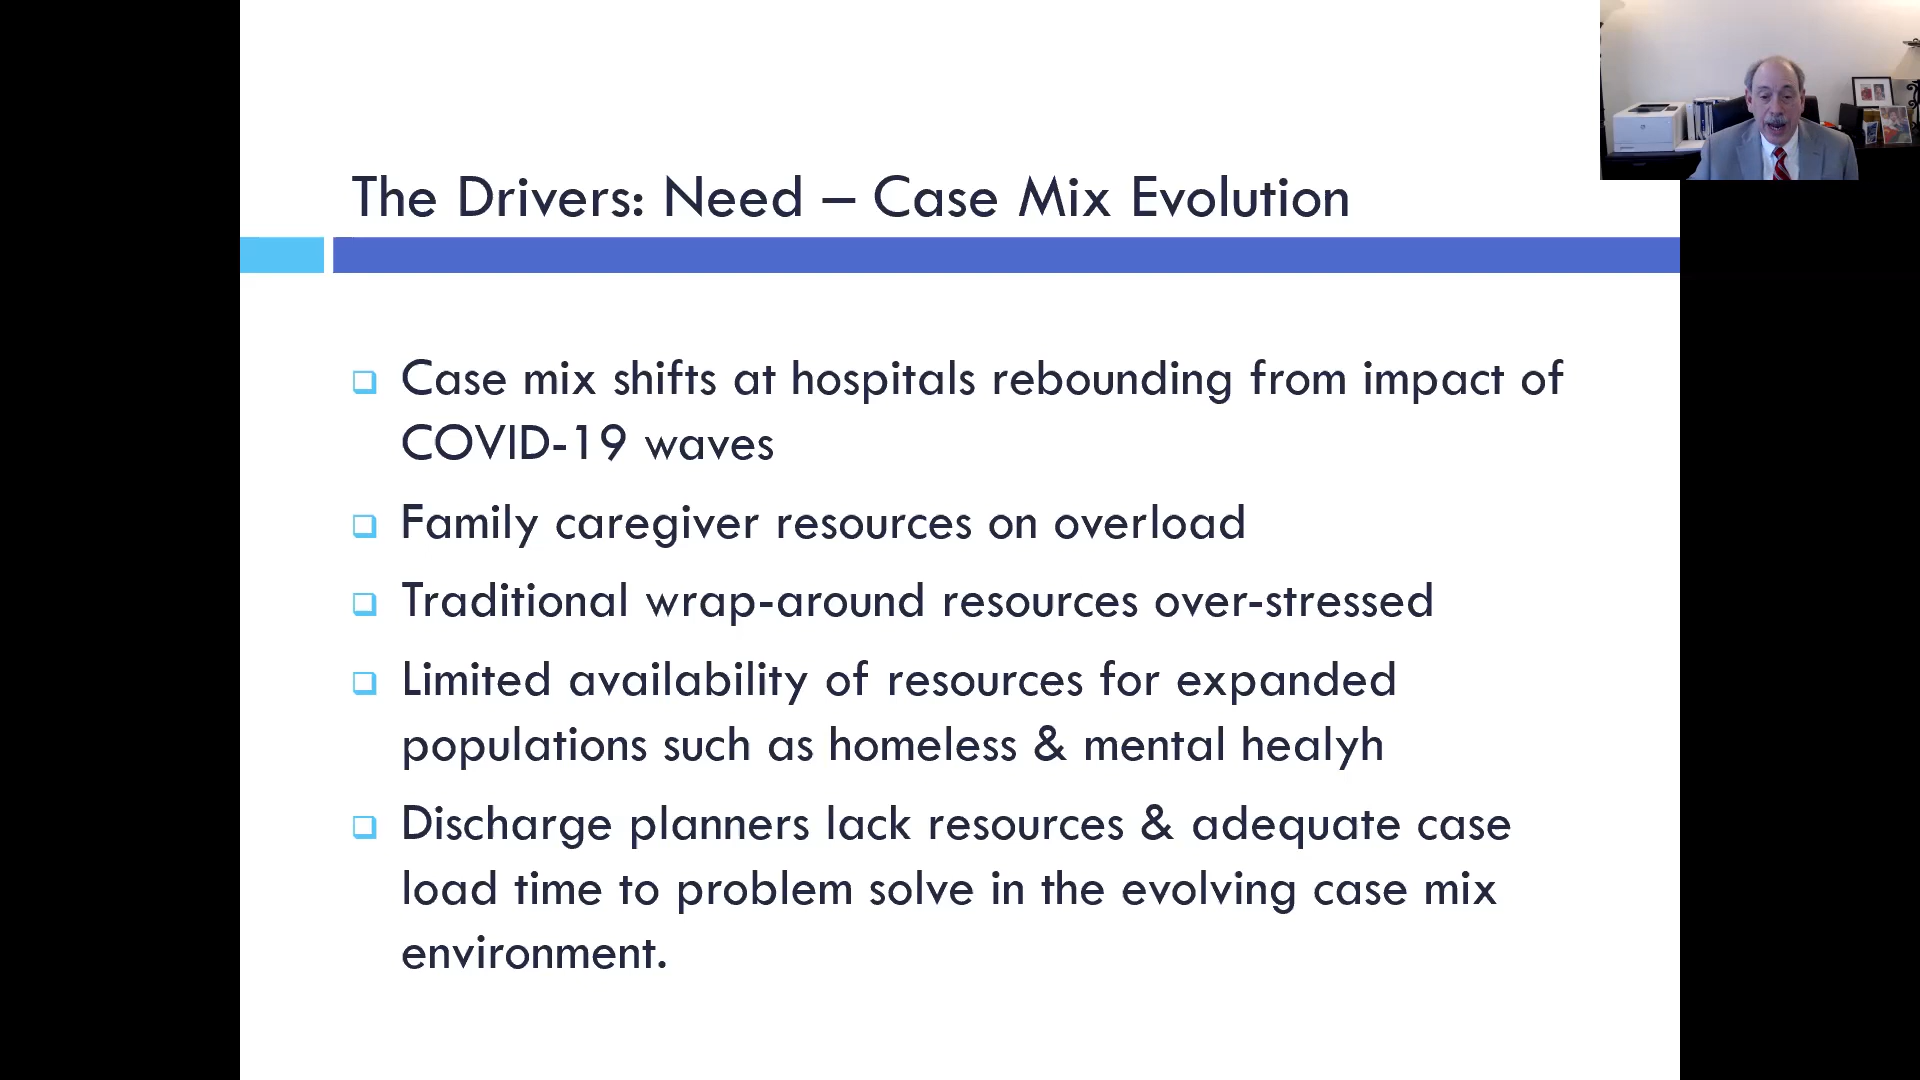 The Drivers: Need – Case Mix Evolution
Case mix shifts at hospitals rebounding from impact of
COVID-19 waves
Family caregiver resources on overload
Traditional wrap-around resources over-stressed
Limited availability of resources for expanded
populations such as homeless & mental healyh
Discharge planners lack resources & adequate case
load time to problem solve in the evolving case mix
environment.